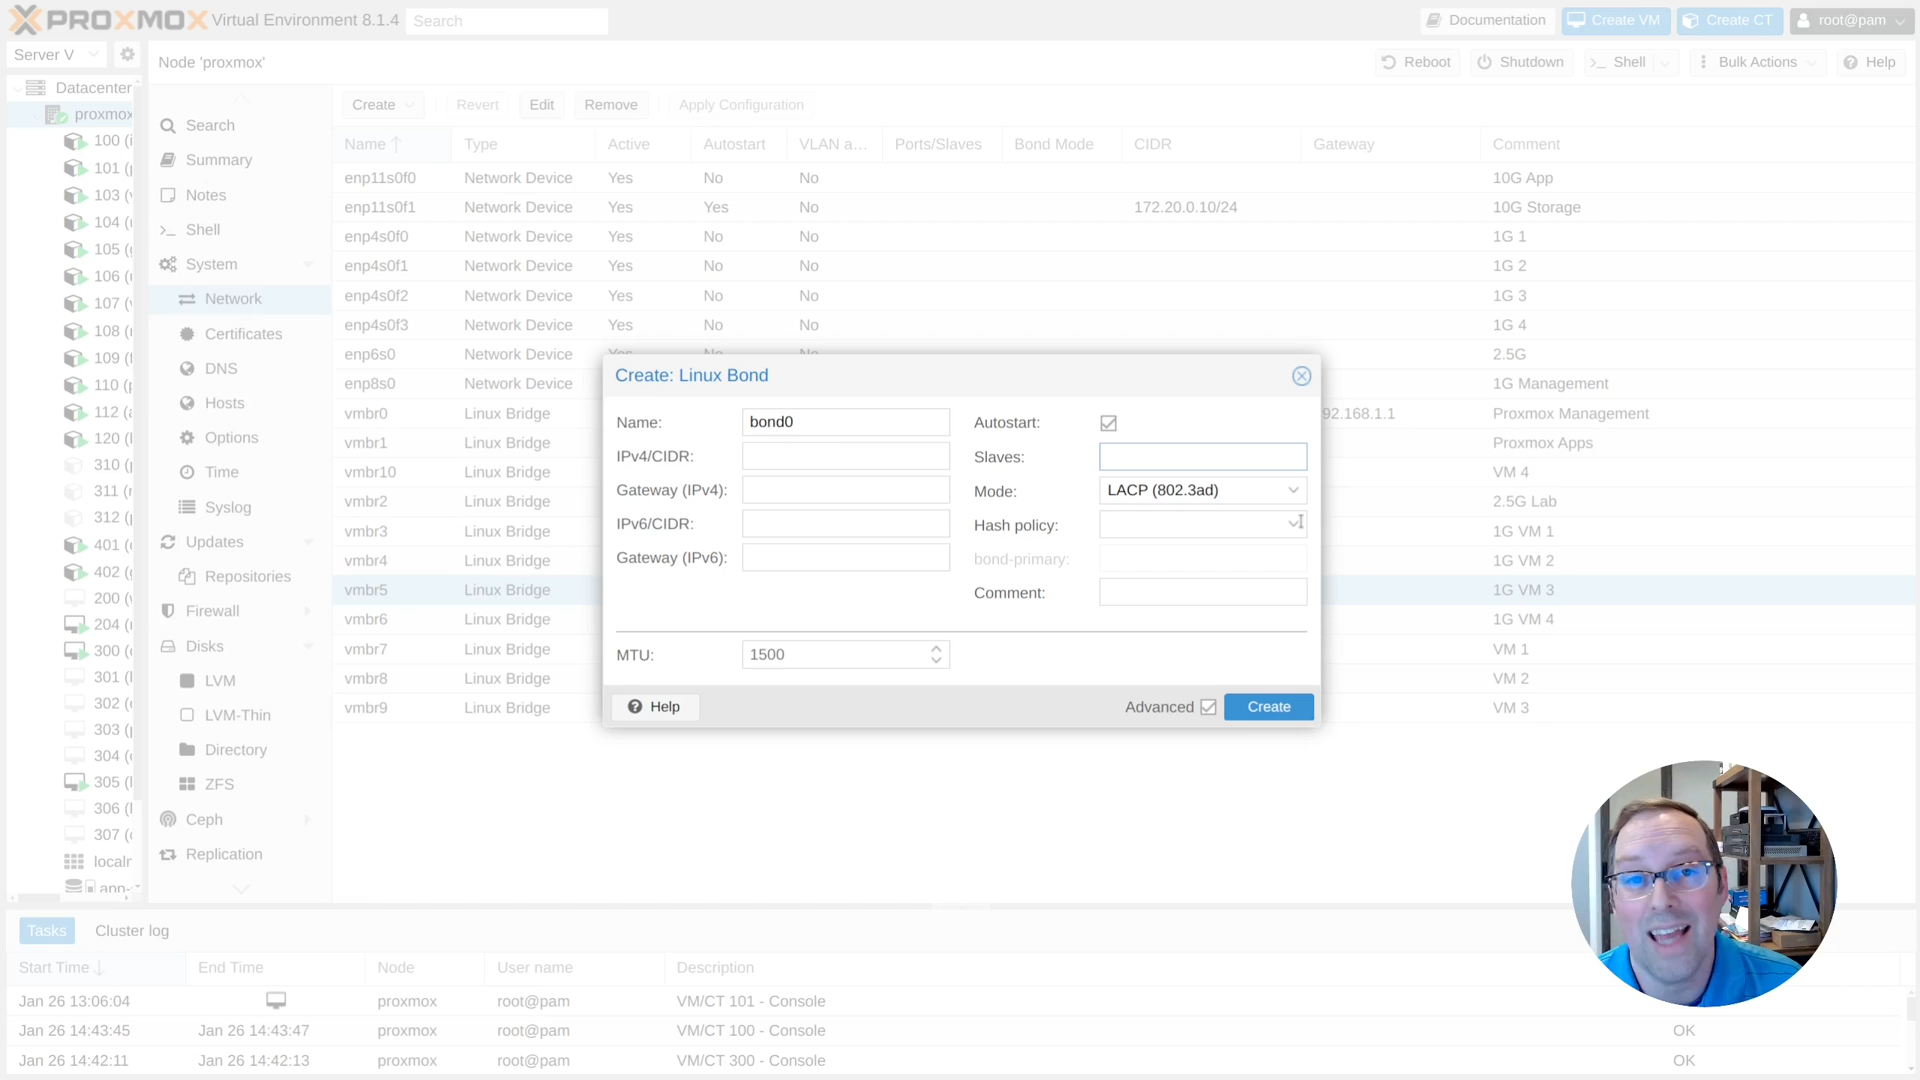 PROXMOX Virtual Environment 8.1.4 Search Documentation Create VM Create CT root@pam
Server V Node 'proxmox' Reboot Shutdown Shell Bulk Actions Help
Datacenter
proxmox
100 (i
101 (p
103 (v
104 (r
105 (g
106 (r
107 (v
108 (r
109 (f
110 (p
112 (a
120 (l
310 (p
311 (r
312 (p
401 (c
402 (g
200 (v
204 (r
300 (c
301 (l
302 (c
303 (p
304 (c
305 (l
306 (l
307 (c
localr
app-
Search
Summary
Notes
Shell
System
Network
Certificates
DNS
Hosts
Options
Time
Syslog
Updates
Repositories
Firewall
Disks
LVM
LVM-Thin
Directory
ZFS
Ceph
Replication
Create Revert Edit Remove Apply Configuration
Name Type Active Autostart VLAN a... Ports/Slaves Bond Mode CIDR Gateway Comment
enp11s0f0 Network Device Yes No No 10G App
enp11s0f1 Network Device Yes Yes No 172.20.0.10/24 10G Storage
enp4s0f0 Network Device Yes No No 1G 1
enp4s0f1 Network Device Yes No No 1G 2
enp4s0f2 Network Device Yes No No 1G 3
enp4s0f3 Network Device Yes No No 1G 4
enp6s0 Network Device Yes No No 2.5G
enp8s0 Network Device 1G Management
vmbr0 Linux Bridge 92.168.1.1 Proxmox Management
vmbr1 Linux Bridge Proxmox Apps
vmbr10 Linux Bridge VM 4
vmbr2 Linux Bridge 2.5G Lab
vmbr3 Linux Bridge 1G VM 1
vmbr4 Linux Bridge 1G VM 2
vmbr5 Linux Bridge 1G VM 3
vmbr6 Linux Bridge 1G VM 4
vmbr7 Linux Bridge VM 1
vmbr8 Linux Bridge VM 2
vmbr9 Linux Bridge VM 3
Create: Linux Bond
Name: bond0 Autostart:
IPv4/CIDR: Slaves:
Gateway (IPv4): Mode: LACP (802.3ad)
IPv6/CIDR: Hash policy:
Gateway (IPv6): bond-primary:
Comment:
MTU: 1500
Help Advanced Create
Tasks Cluster log
Start Time End Time Node User name Description
Jan 26 13:06:04 proxmox root@pam VM/CT 101 - Console
Jan 26 14:43:45 Jan 26 14:43:47 proxmox root@pam VM/CT 100 - Console OK
Jan 26 14:42:11 Jan 26 14:42:13 proxmox root@pam VM/CT 300 - Console OK